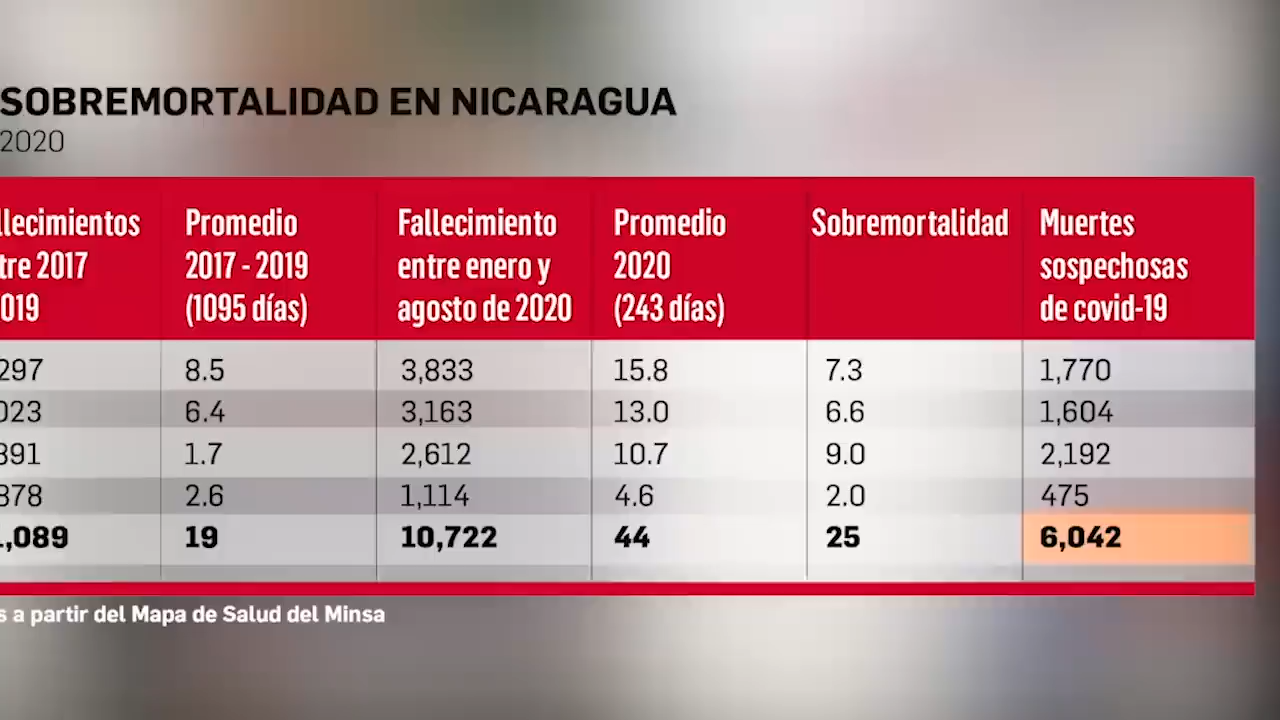 SOBREMORTALIDAD EN NICARAGUA
2020
llecimientos
tre 2017
019
Promedio
2017 - 2019
(1095 días)
Fallecimiento
entre enero y
agosto de 2020
Promedio
2020
(243 días)
Sobremortalidad
Muertes
sospechosas
de covid-19
297 8.5 3,833 15.8 7.3 1,770
023 6.4 3,163 13.0 6.6 1,604
391 1.7 2,612 10.7 9.0 2,192
878 2.6 1,114 4.6 2.0 475
,089 19 10,722 44 25 6,042
s a partir del Mapa de Salud del Minsa